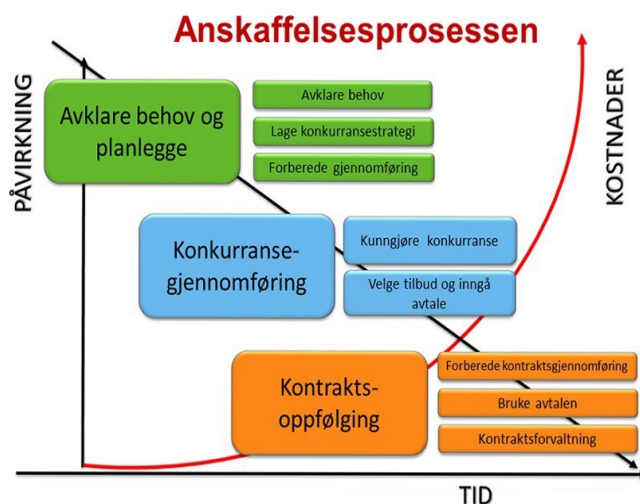 Anskaffelsesprosessen
PÅVIRKNING
KOSTNADER
Avklare behov og
planlegge
Avklare behov
Lage konkurransestrategi
Forberede gjennomføring
Konkurranse-
gjennomføring
Kunngjøre konkurranse
Velge tilbud og inngå
avtale
Kontrakts-
oppfølging
Forberede kontraktsgjennomføring
Bruke avtalen
Kontraktsforvaltning
TID